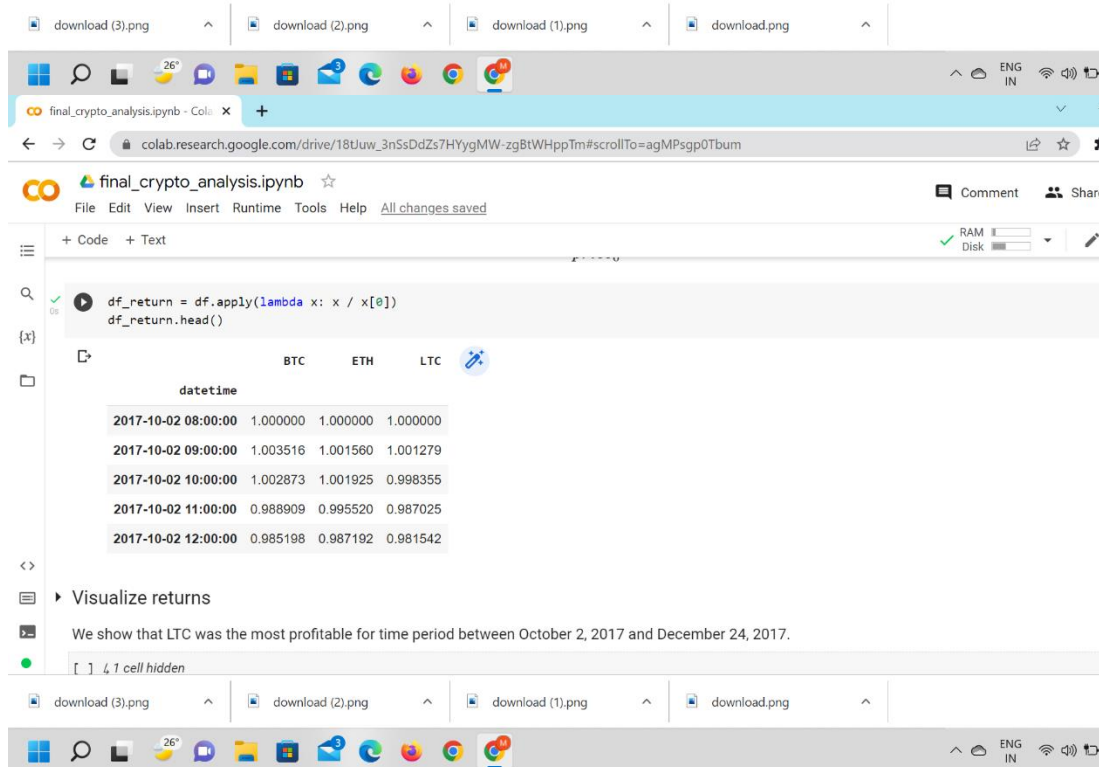 download (3).png download (2).png download (1).png download.png
26° 3 M ENG
IN
final_crypto_analysis.ipynb - Cola
colab.research.google.com/drive/18tJuw_3nSsDdZs7HYygMW-zgBtWHppTm#scrollTo=agMPsgp0Tbum
final_crypto_analysis.ipynb Comment Share
File Edit View Insert Runtime Tools Help All changes saved
+ Code + Text RAM
Disk
df_return = df.apply(lambda x: x / x[0])
0s
df_return.head()
{x}
BTC ETH LTC
datetime
2017-10-02 08:00:00 1.000000 1.000000 1.000000
2017-10-02 09:00:00 1.003516 1.001560 1.001279
2017-10-02 10:00:00 1.002873 1.001925 0.998355
2017-10-02 11:00:00 0.988909 0.995520 0.987025
2017-10-02 12:00:00 0.985198 0.987192 0.981542
Visualize returns
We show that LTC was the most profitable for time period between October 2, 2017 and December 24, 2017.
[ ] ↳ 1 cell hidden
download (3).png download (2).png download (1).png download.png
26° 3 M ENG
IN